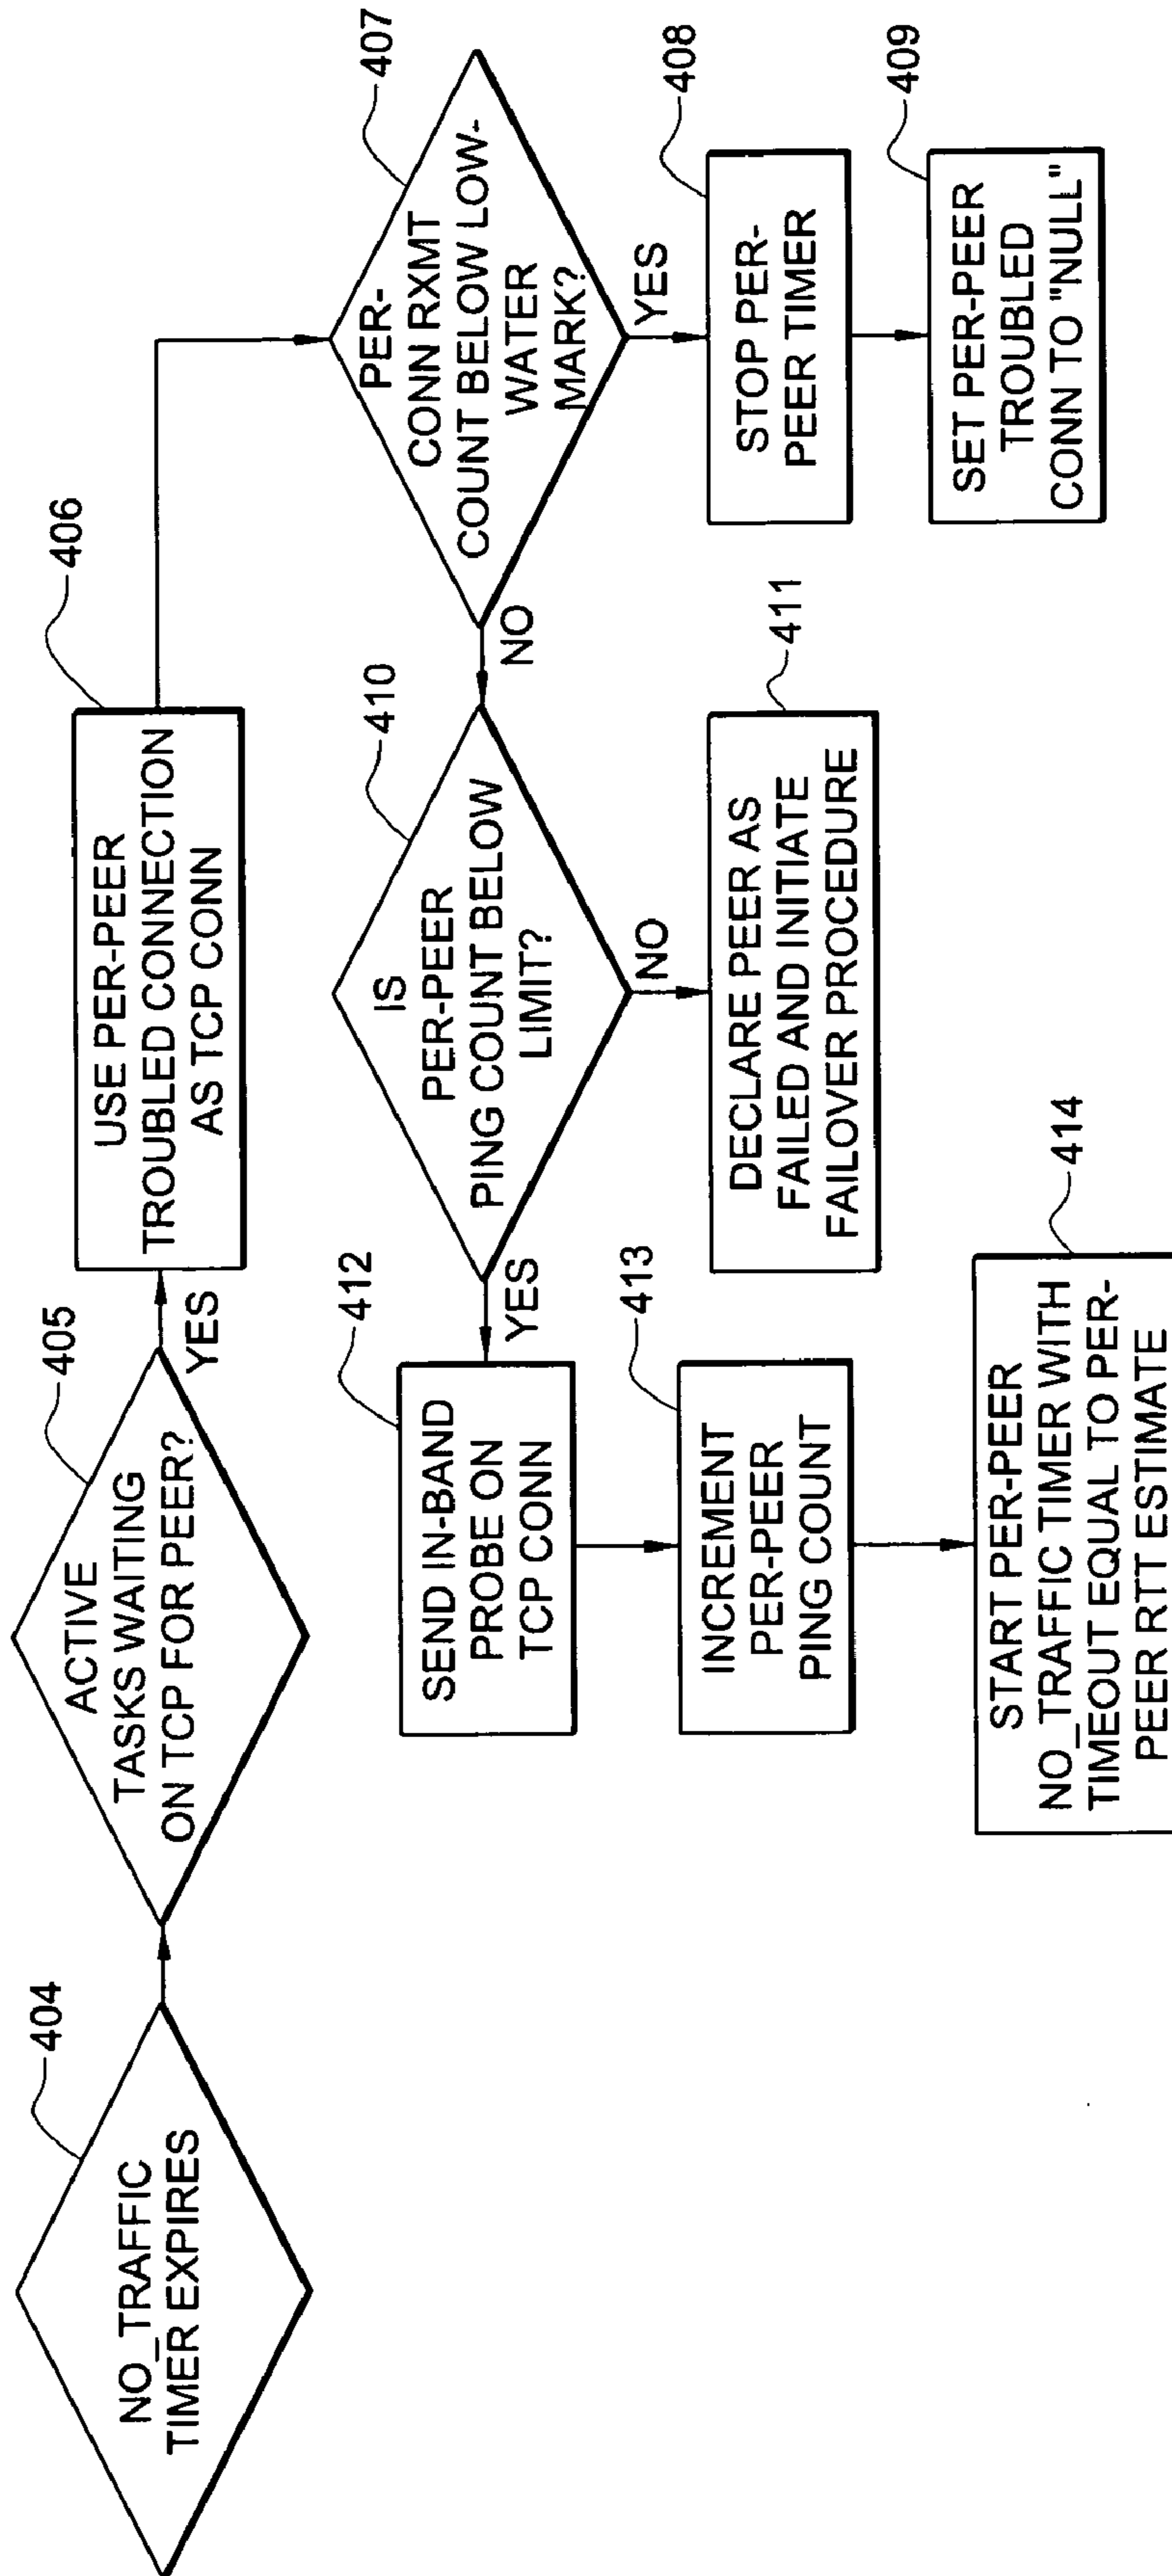 404
NO_TRAFFIC
TIMER EXPIRES
405
ACTIVE
TASKS WAITING
ON TCP FOR PEER?
YES
406
USE PER-PEER
TROUBLED CONNECTION
AS TCP CONN
407
PER-
CONN RXMT
COUNT BELOW LOW-
WATER
MARK?
YES
NO
408
STOP PER-
PEER TIMER
409
SET PER-PEER
TROUBLED
CONN TO "NULL"
410
IS
PER-PEER
PING COUNT BELOW
LIMIT?
NO
YES
411
DECLARE PEER AS
FAILED AND INITIATE
FAILOVER PROCEDURE
412
SEND IN-BAND
PROBE ON
TCP CONN
413
INCREMENT
PER-PEER
PING COUNT
414
START PER-PEER
NO_TRAFFIC TIMER WITH
TIMEOUT EQUAL TO PER-
PEER RTT ESTIMATE